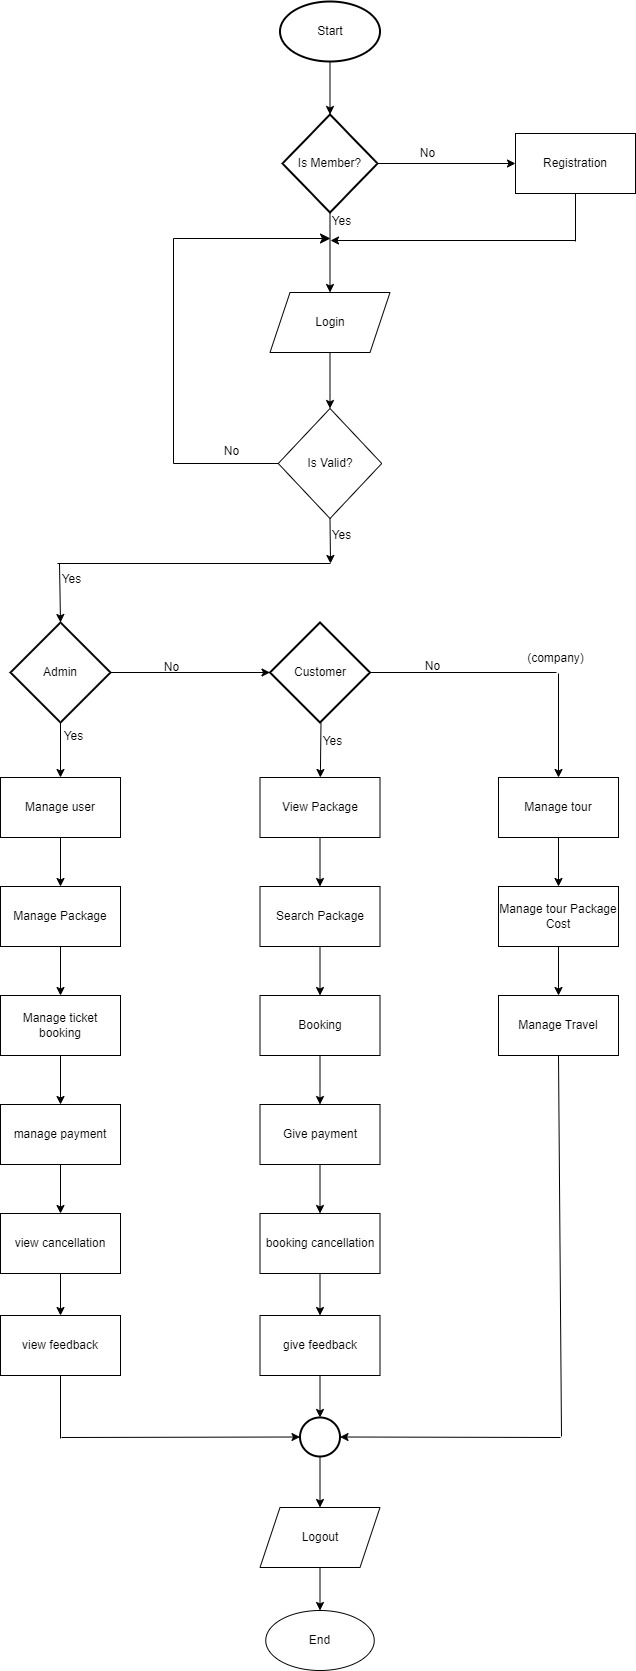 Start
Is Member?
No
Registration
Yes
Login
Is Valid?
No
Yes
Yes
Admin
No
Customer
No
(company)
Yes
Yes
Manage user
View Package
Manage tour
Manage Package
Search Package
Manage tour Package
Cost
Manage ticket
booking
Booking
Manage Travel
manage payment
Give payment
view cancellation
booking cancellation
view feedback
give feedback
Logout
End